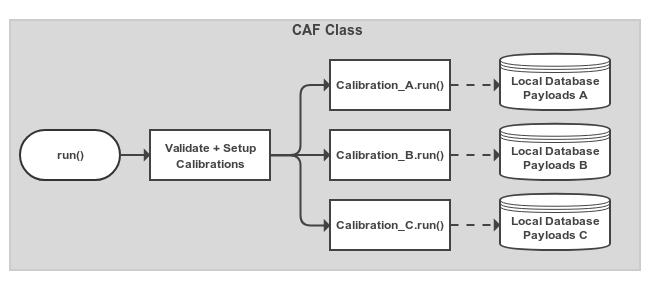 CAF Class
run()
Validate + Setup
Calibrations
Calibration_A.run()
Local Database
Payloads A
Calibration_B.run()
Local Database
Payloads B
Calibration_C.run()
Local Database
Payloads C